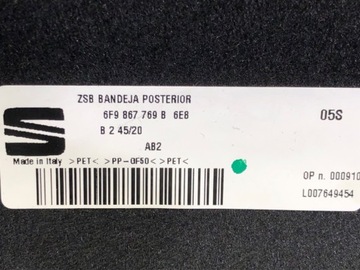 ZSB BANDEJA POSTERIOR
6F9 867 769 B 6E8
B 2 45/20
05S
AB2
Made in Italy >PET< >PP-GF50< >PET<
OP n. 000910
L007649454